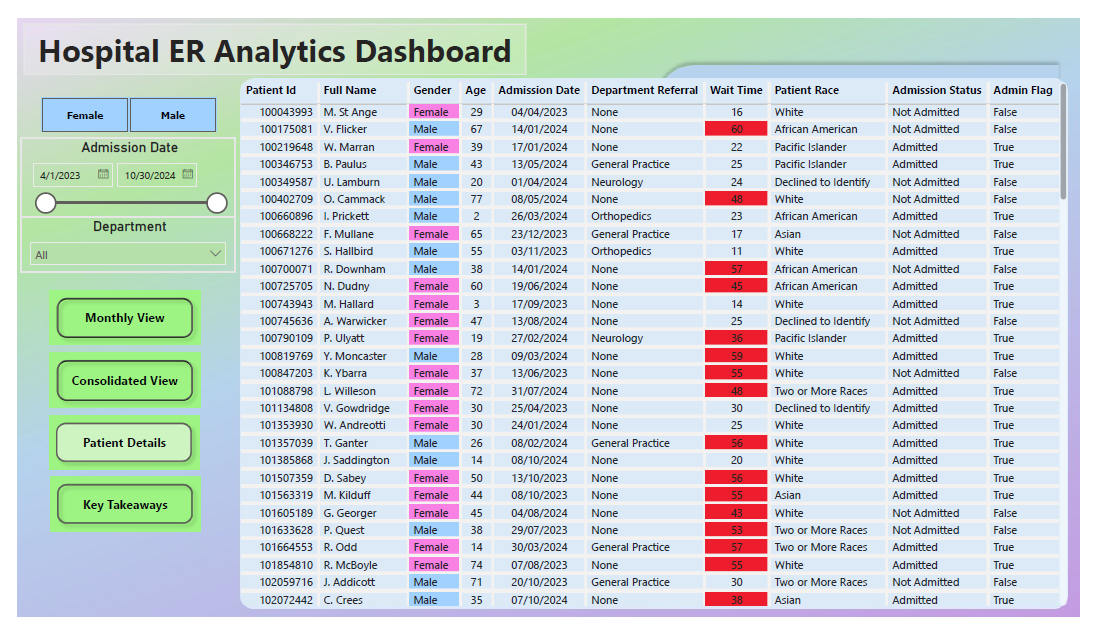 Hospital ER Analytics Dashboard
Female Male
Admission Date
4/1/2023 10/30/2024
Department
All
Monthly View
Consolidated View
Patient Details
Key Takeaways
Patient Id Full Name Gender Age Admission Date Department Referral Wait Time Patient Race Admission Status Admin Flag
100043993 M. St Ange Female 29 04/04/2023 None 16 White Not Admitted False
100175081 V. Flicker Male 67 14/01/2024 None 60 African American Not Admitted False
100219648 W. Marran Female 39 17/01/2024 None 22 Pacific Islander Admitted True
100346753 B. Paulus Male 43 13/05/2024 General Practice 25 Pacific Islander Admitted True
100349587 U. Lamburn Male 20 01/04/2024 Neurology 24 Declined to Identify Not Admitted False
100402709 O. Cammack Male 77 08/05/2024 None 48 White Not Admitted False
100660896 I. Prickett Male 2 26/03/2024 Orthopedics 23 African American Admitted True
100668222 F. Mullane Female 65 23/12/2023 General Practice 17 Asian Not Admitted False
100671276 S. Hallbird Male 55 03/11/2023 Orthopedics 11 White Admitted True
100700071 R. Downham Male 38 14/01/2024 None 57 African American Not Admitted False
100725705 N. Dudny Female 60 19/06/2024 None 45 African American Admitted True
100743943 M. Hallard Female 3 17/09/2023 None 14 White Admitted True
100745636 A. Warwicker Female 47 13/08/2024 None 25 Declined to Identify Not Admitted False
100790109 P. Ulyatt Female 19 27/02/2024 Neurology 36 Pacific Islander Admitted True
100819769 Y. Moncaster Male 28 09/03/2024 None 59 White Admitted True
100847203 K. Ybarra Female 37 13/06/2023 None 55 White Not Admitted False
101088798 L. Willeson Female 72 31/07/2024 None 48 Two or More Races Admitted True
101134808 V. Gowdridge Female 30 25/04/2023 None 30 Declined to Identify Admitted True
101353930 W. Andreotti Female 30 24/01/2024 None 25 White Admitted True
101357039 T. Ganter Male 26 08/02/2024 General Practice 56 White Admitted True
101385868 J. Saddington Male 14 08/10/2024 None 20 White Admitted True
101507359 D. Sabey Female 50 13/10/2023 None 56 White Admitted True
101563319 M. Kilduff Female 44 08/10/2023 None 55 Asian Admitted True
101605189 G. Georger Female 45 04/08/2024 None 43 White Not Admitted False
101633628 P. Quest Male 38 29/07/2023 None 53 Two or More Races Not Admitted False
101664553 R. Odd Female 14 30/03/2024 General Practice 57 Two or More Races Admitted True
101854810 R. McBoyle Female 74 07/08/2023 None 55 White Admitted True
102059716 J. Addicott Male 71 20/10/2023 General Practice 30 Two or More Races Not Admitted False
102072442 C. Crees Male 35 07/10/2024 None 38 Asian Admitted True